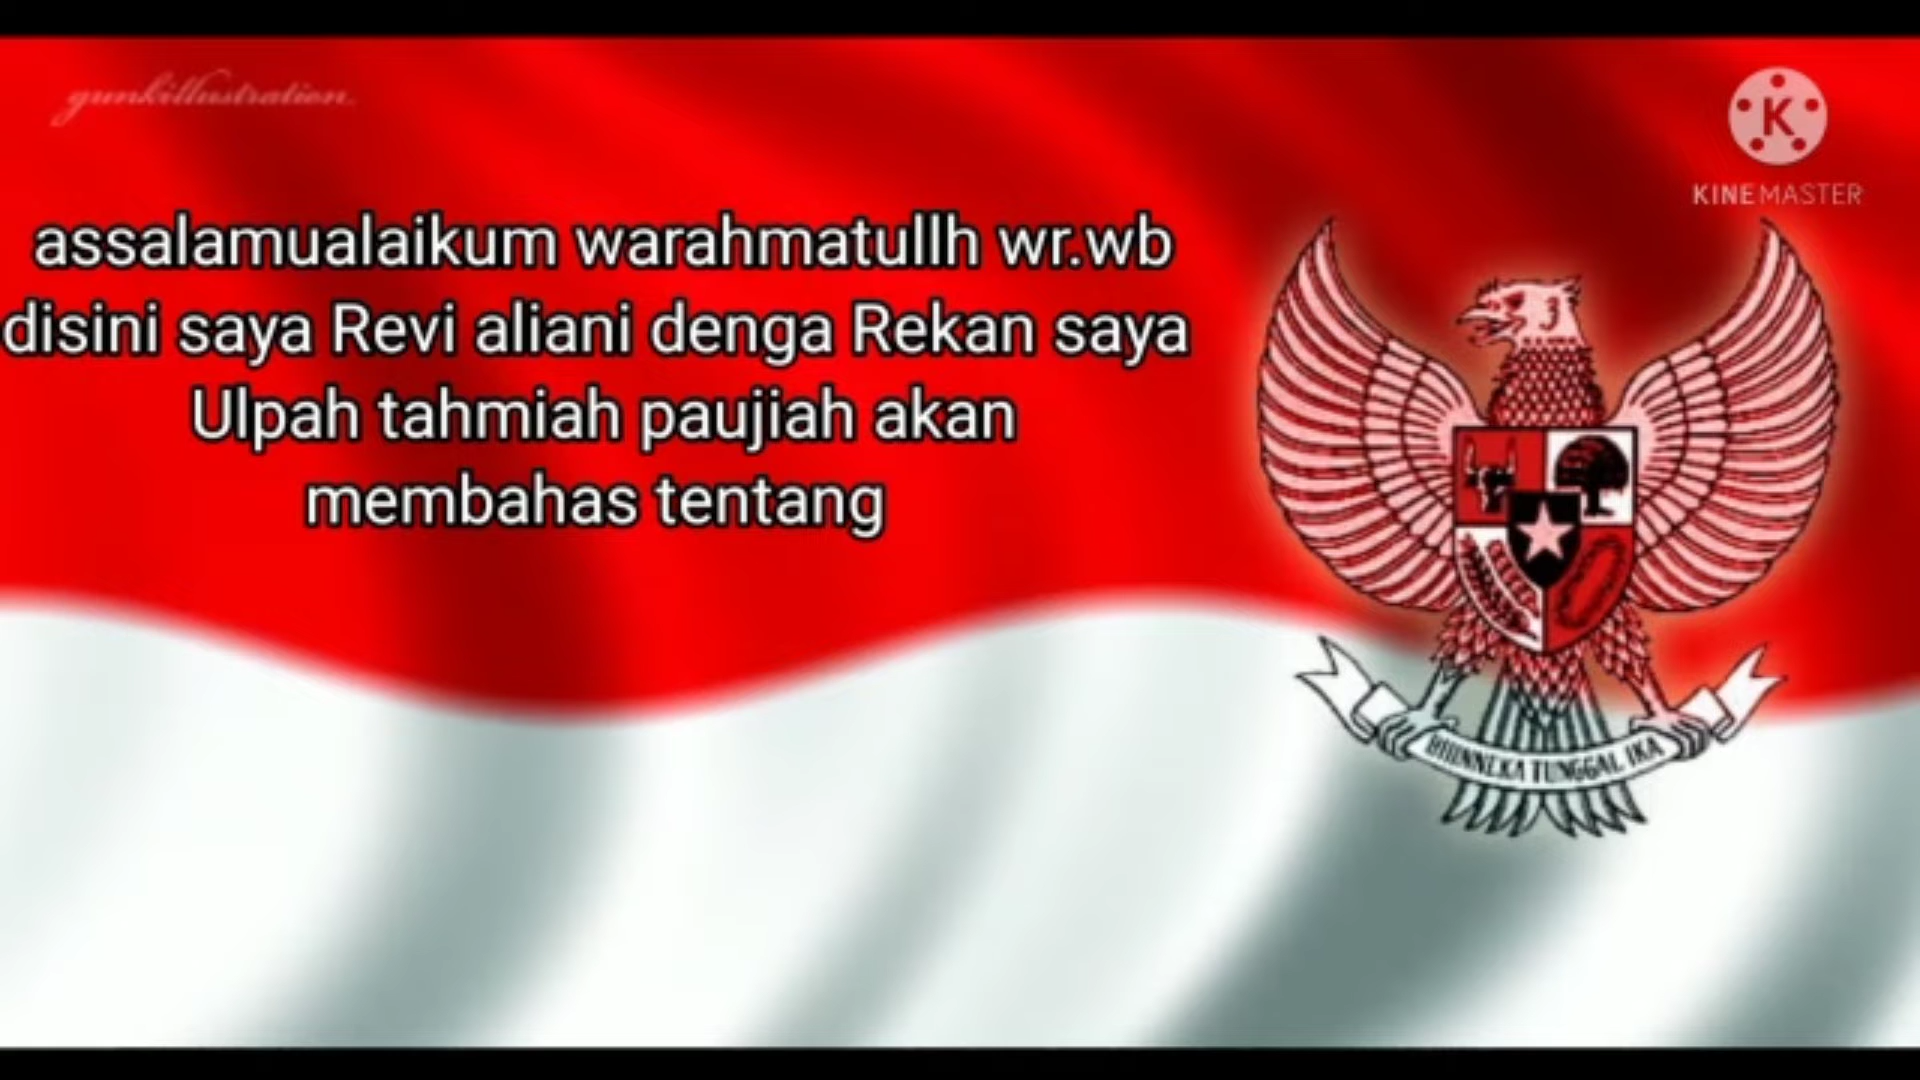 gunkillustration.
K
KINEMASTER
assalamualaikum warahmatullh wr.wb
disini saya Revi aliani denga Rekan saya
Ulpah tahmiah paujiah akan
membahas tentang
BHINNEKA TUNGGAL IKA